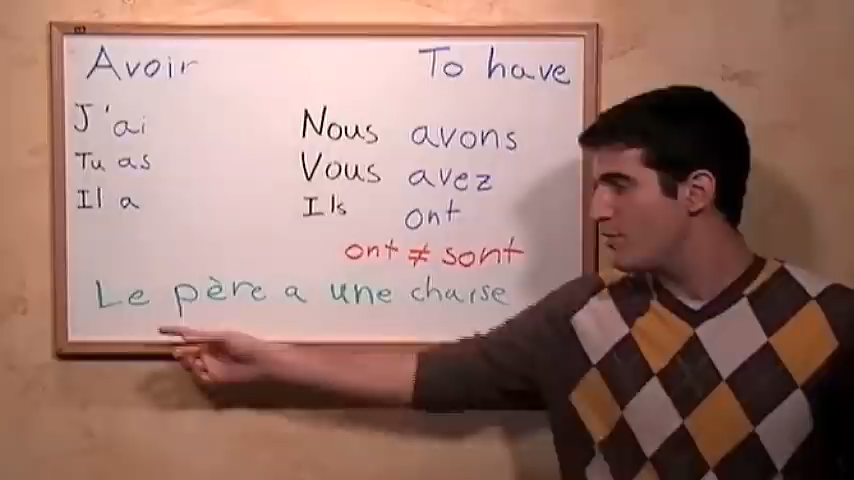 Avoir To have
J'ai Nous avons
Tu as Vous avez
Il a Ils ont
ont ≠ sont
Le père a une chaise